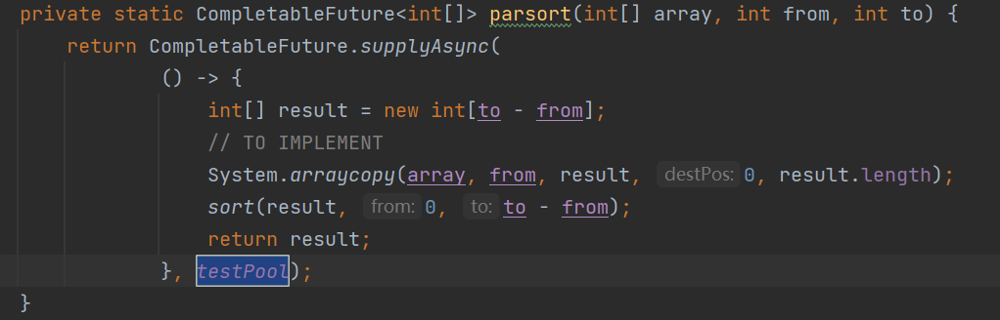 private static CompletableFuture<int[]> parsort(int[] array, int from, int to) {
    return CompletableFuture.supplyAsync(
            () -> {
                int[] result = new int[to - from];
                // TO IMPLEMENT
                System.arraycopy(array, from, result, destPos: 0, result.length);
                sort(result, from: 0, to: to - from);
                return result;
            }, testPool);
}